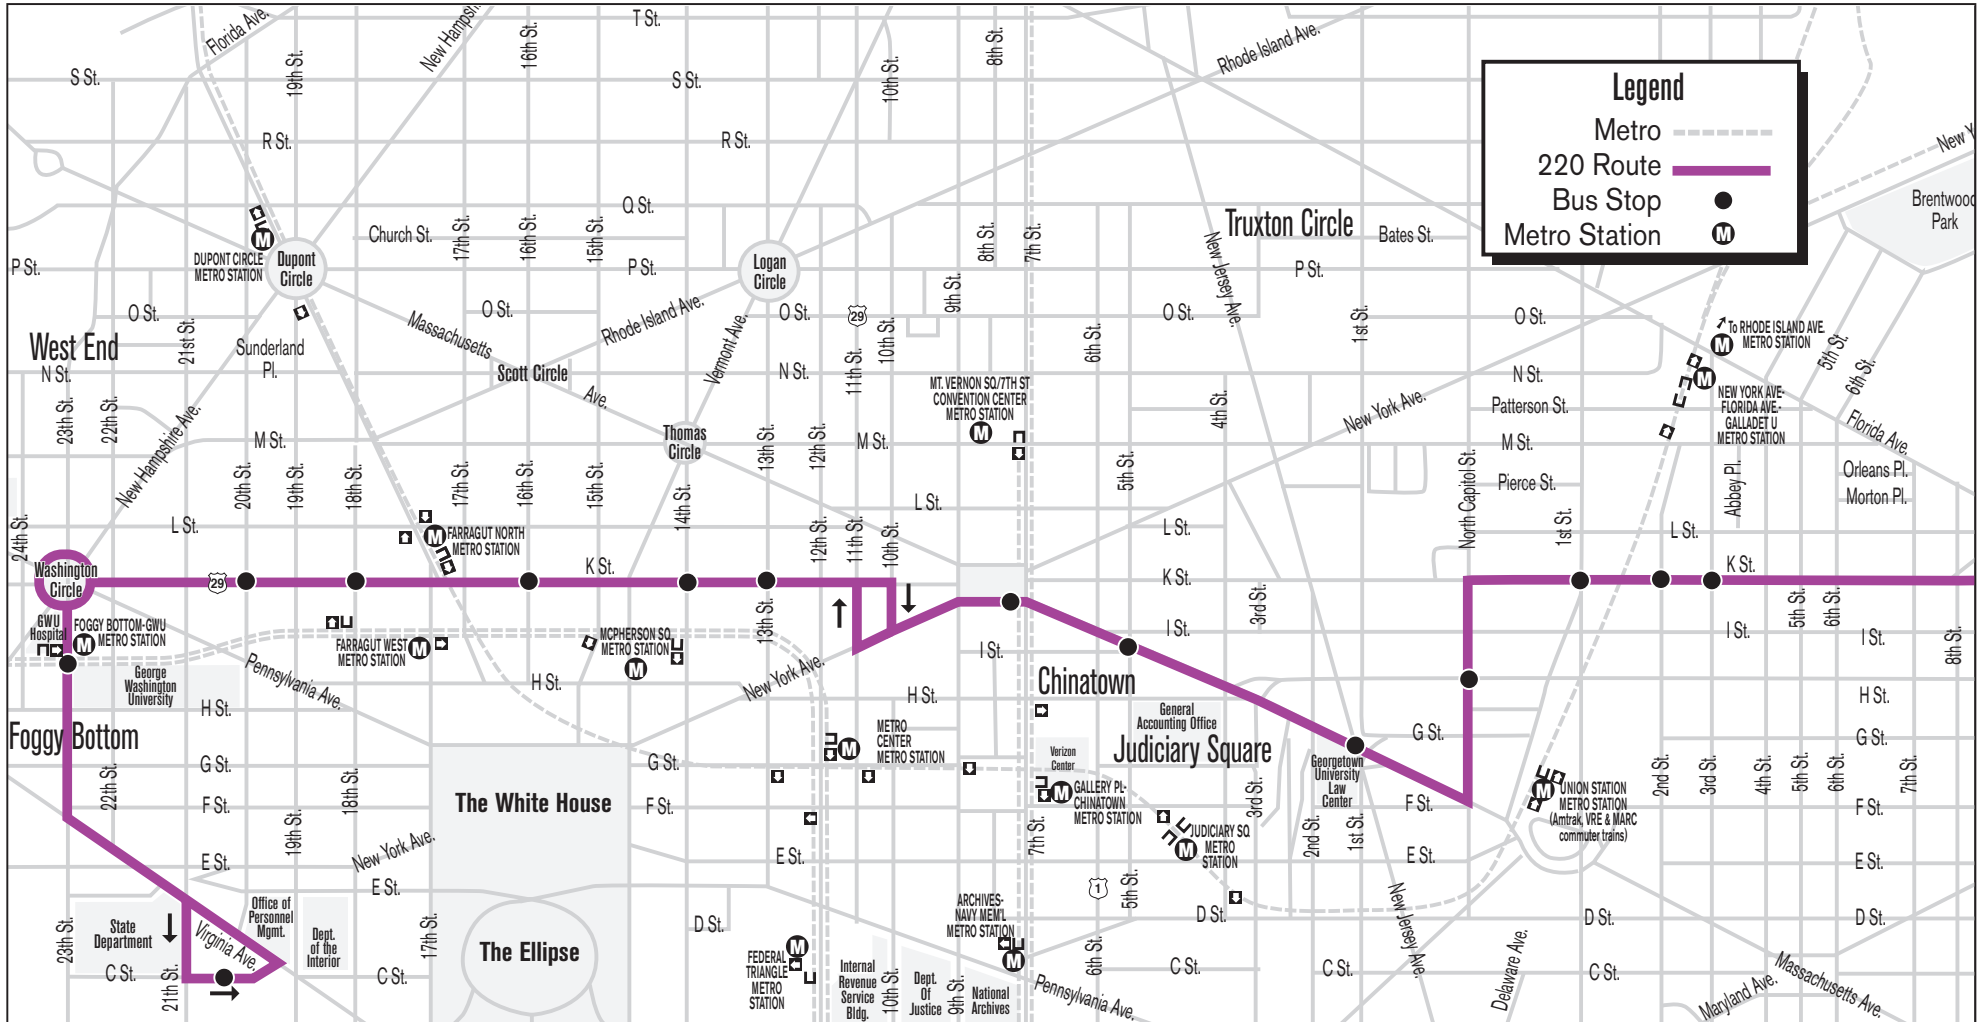 Florida Ave.
19th St.
New Hampsh
16th St.
T St.
8th St.
Rhode Island Ave.
S St.
S St.
10th St.
Legend
Metro
220 Route
Bus Stop
Metro Station
M
R St.
R St.
New Y
Q St.
Brentwood
Park
Church St.
17th St.
16th St.
15th St.
8th St.
7th St.
Truxton Circle
New Jersey Ave.
Bates St.
M
DUPONT CIRCLE
METRO STATION
Dupont
Circle
Logan
Circle
P St.
P St.
P St.
9th St.
O St.
21st St.
O St.
Massachusetts
Rhode Island Ave.
Vermont Ave.
O St.
29
10th St.
11th St.
6th St.
O St.
1st St.
O St.
To RHODE ISLAND AVE.
METRO STATION
M
5th St.
6th St.
West End
N St.
Sunderland
Pl.
Scott Circle
Ave.
N St.
MT. VERNON SQ/7TH ST
CONVENTION CENTER
METRO STATION
M
4th St.
New York Ave.
N St.
Patterson St.
M St.
Pierce St.
M
NEW YORK AVE-
FLORIDA AVE.-
GALLADET U
METRO STATION
Florida Ave.
Orleans Pl.
Morton Pl.
Abbey Pl.
23th St.
22th St.
New Hampshire Ave.
M St.
20th St.
19th St.
18th St.
17th St.
16th St.
15th St.
14th St.
Thomas
Circle
13th St.
12th St.
M St.
5th St.
North Capitol St.
24th St.
L St.
M
FARRAGUT NORTH
METRO STATION
12th St.
11th St.
10th St.
L St.
L St.
1st St.
L St.
Washington
Circle
29
K St.
K St.
K St.
GWU
Hospital
M
FOGGY BOTTOM-GWU
METRO STATION
FARRAGUT WEST
METRO STATION
M
MCPHERSON SQ
METRO STATION
M
13th St.
3rd St.
I St.
I St.
I St.
I St.
5th St.
6th St.
8th St.
George
Washington
University
Pennsylvania Ave.
H St.
H St.
New York Ave.
H St.
Chinatown
General
Accounting Office
H St.
Foggy Bottom
22th St.
G St.
18th St.
G St.
METRO
CENTER
METRO STATION
M
Verizon
Center
Judiciary Square
Georgetown
University
Law
Center
G St.
G St.
F St.
19th St.
The White House
F St.
M
GALLERY PL-
CHINATOWN
METRO STATION
7th St.
3rd St.
2nd St.
1st St.
F St.
M
UNION STATION
METRO STATION
(Amtrak, VRE & MARC
commuter trains)
2nd St.
3rd St.
4th St.
5th St.
6th St.
7th St.
F St.
E St.
New York Ave.
E St.
E St.
M
JUDICIARY SQ
METRO
STATION
E St.
E St.
1
5th St.
Office of
Personnel
Mgmt.
Dept.
of the
Interior
State
Department
Virginia Ave.
23th St.
C St.
21th St.
C St.
17th St.
The Ellipse
D St.
M
FEDERAL
TRIANGLE
METRO
STATION
Internal
Revenue
Service
Bldg.
10th St.
Dept.
Of
Justice
9th St.
ARCHIVES-
NAVY MEM'L
METRO STATION
M
National
Archives
Pennsylvania Ave.
6th St.
D St.
C St.
C St.
New Jersey Ave.
Delaware Ave.
D St.
C St.
D St.
Massachusetts Ave.
Maryland Ave.